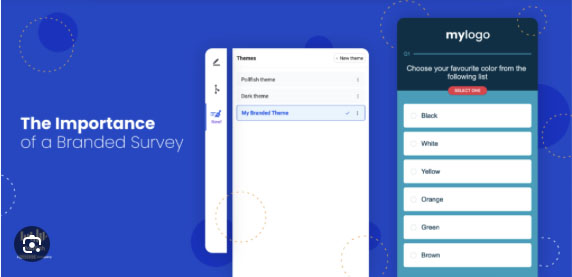 The Importance
of a Branded Survey
Themes
+ New theme
Pollfish theme
Dark theme
My Branded Theme
mylogo
Q1
Choose your favourite color from the
following list
SELECT ONE
Black
White
Yellow
Orange
Green
Brown